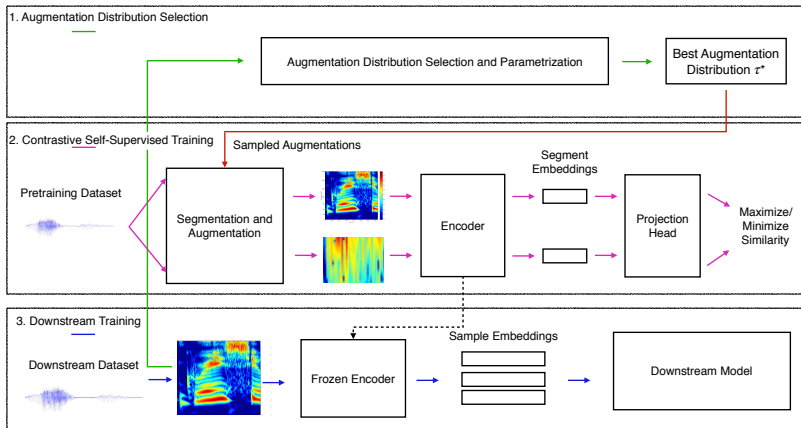 1. Augmentation Distribution Selection
Augmentation Distribution Selection and Parametrization
Best Augmentation
Distribution τ*
2. Contrastive Self-Supervised Training
Sampled Augmentations
Pretraining Dataset
Segmentation and
Augmentation
Encoder
Segment
Embeddings
Projection
Head
Maximize/
Minimize
Similarity
3. Downstream Training
Downstream Dataset
Frozen Encoder
Sample Embeddings
Downstream Model